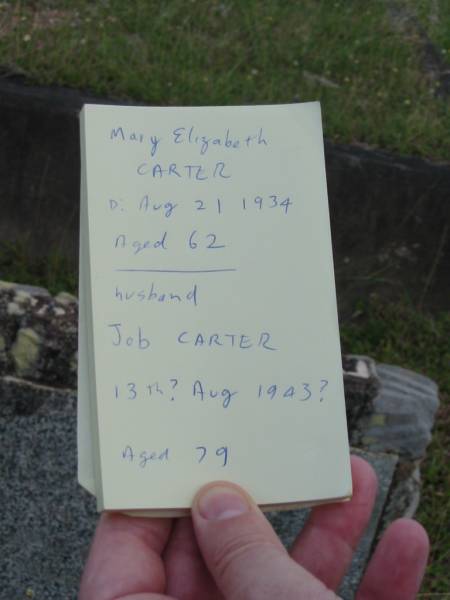 Mary Elizabeth
CARTER
D: Aug 21 1934
Aged 62
husband
Job CARTER
13th? Aug 1943?
Aged 79